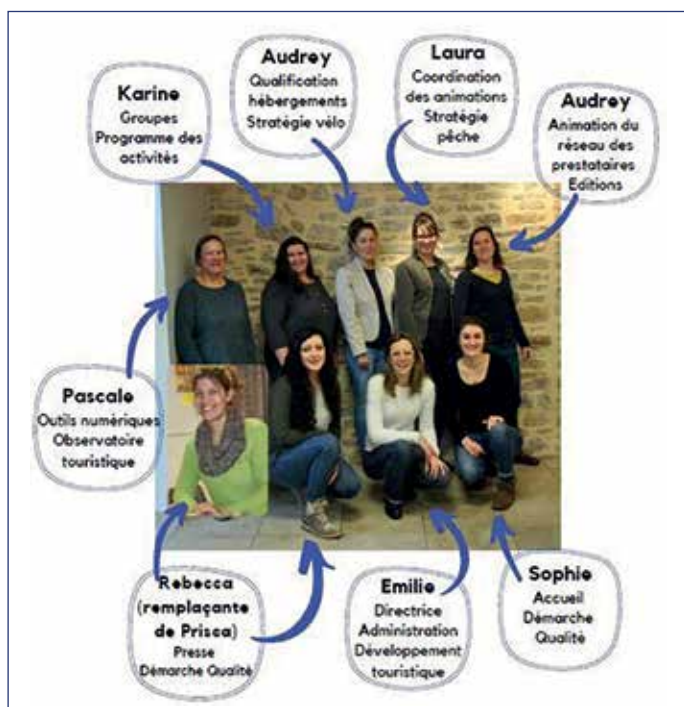 Karine
Groupes
Programme des
activités
Audrey
Qualification
hébergements
Stratégie vélo
Laura
Coordination
des animations
Stratégie
pêche
Audrey
Animation du
réseau des
prestataires
Editions
Pascale
Outils numériques
Observatoire
touristique
Rebecca
(remplaçante
de Prisca)
Presse
Démarche Qualité
Emilie
Directrice
Administration
Développement
touristique
Sophie
Accueil
Démarche
Qualité